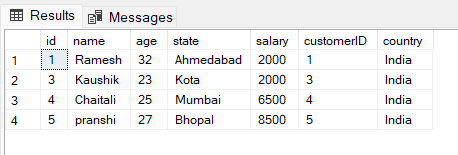 Results Messages
id name age state salary customerID country
1 1 Ramesh 32 Ahmedabad 2000 1 India
2 3 Kaushik 23 Kota 2000 3 India
3 4 Chaitali 25 Mumbai 6500 4 India
4 5 pranshi 27 Bhopal 8500 5 India